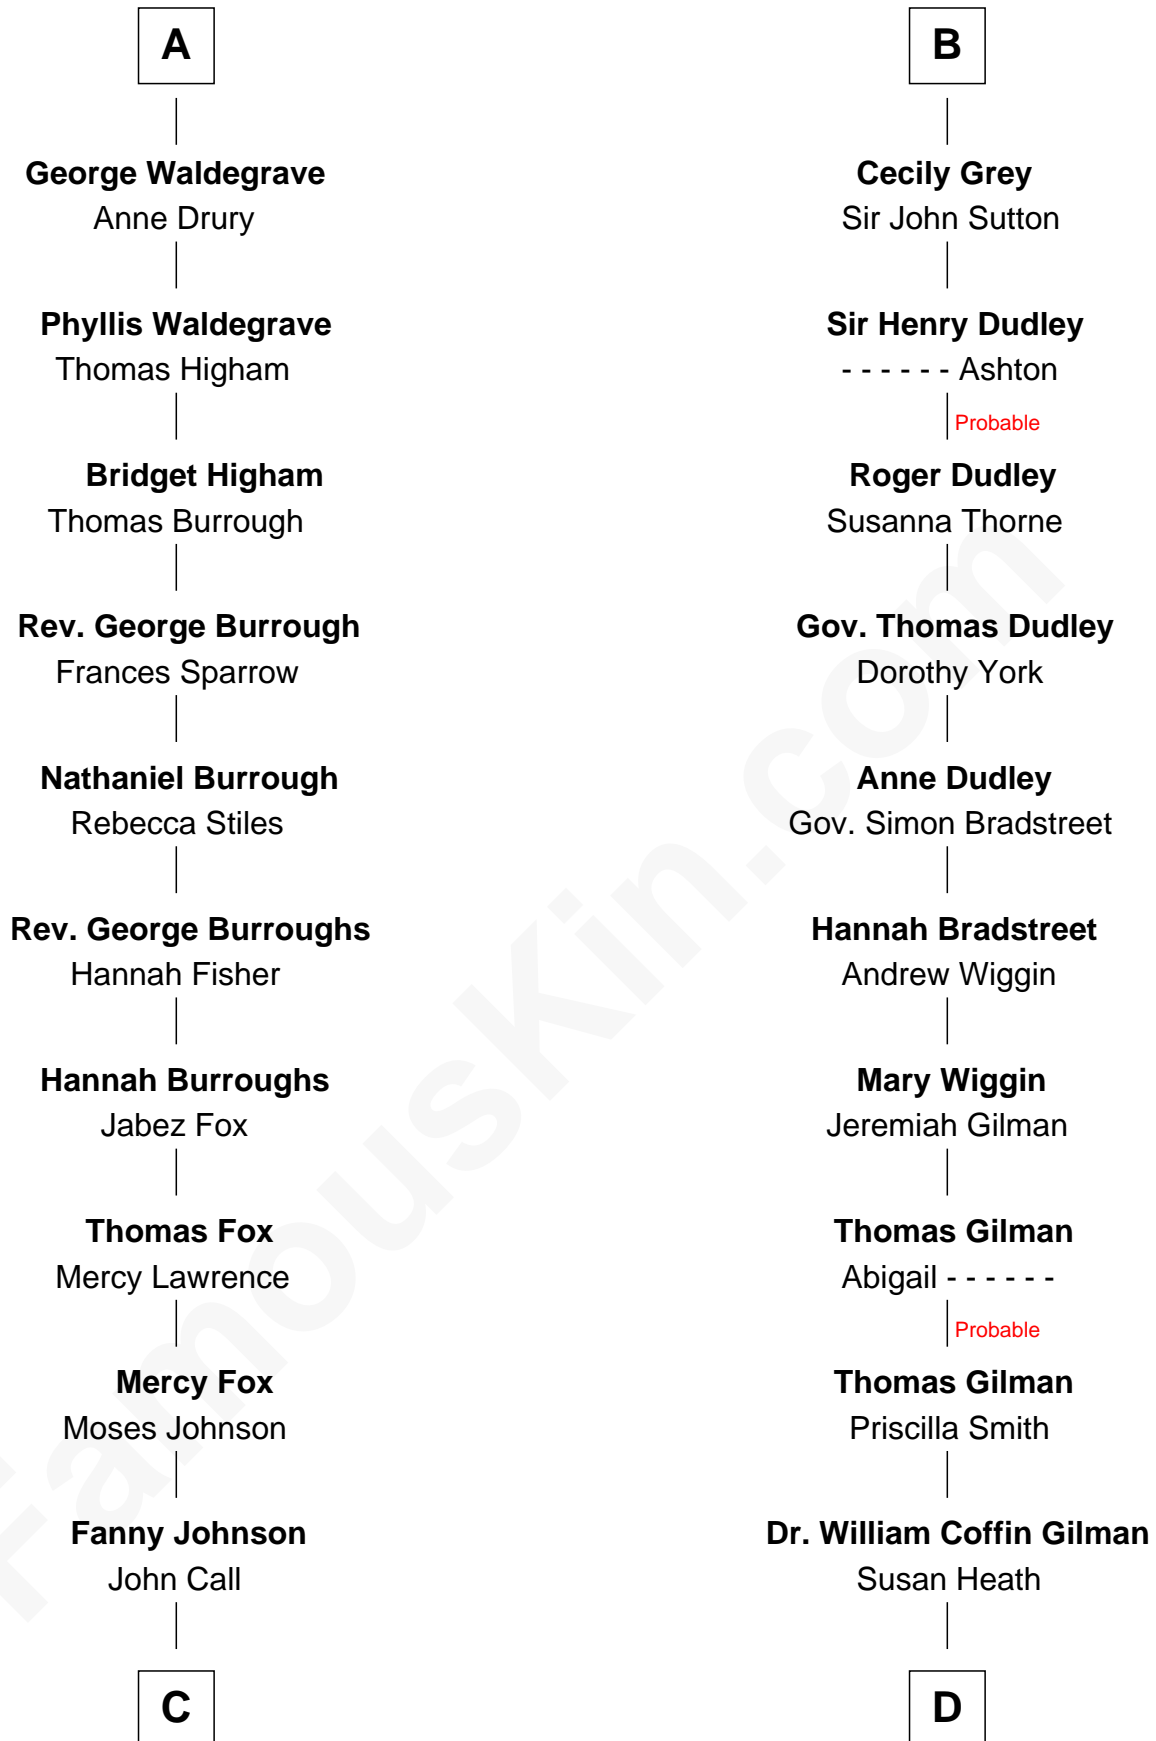 A
George Waldegrave
Anne Drury
Phyllis Waldegrave
Thomas Higham
Bridget Higham
Thomas Burrough
Rev. George Burrough
Frances Sparrow
Nathaniel Burrough
Rebecca Stiles
Rev. George Burroughs
Hannah Fisher
Hannah Burroughs
Jabez Fox
Thomas Fox
Mercy Lawrence
Mercy Fox
Moses Johnson
Fanny Johnson
John Call
C
B
Cecily Grey
Sir John Sutton
Sir Henry Dudley
- - - - - - Ashton
Probable
Roger Dudley
Susanna Thorne
Gov. Thomas Dudley
Dorothy York
Anne Dudley
Gov. Simon Bradstreet
Hannah Bradstreet
Andrew Wiggin
Mary Wiggin
Jeremiah Gilman
Thomas Gilman
Abigail - - - - - -
Probable
Thomas Gilman
Priscilla Smith
Dr. William Coffin Gilman
Susan Heath
D
FamousKin.com